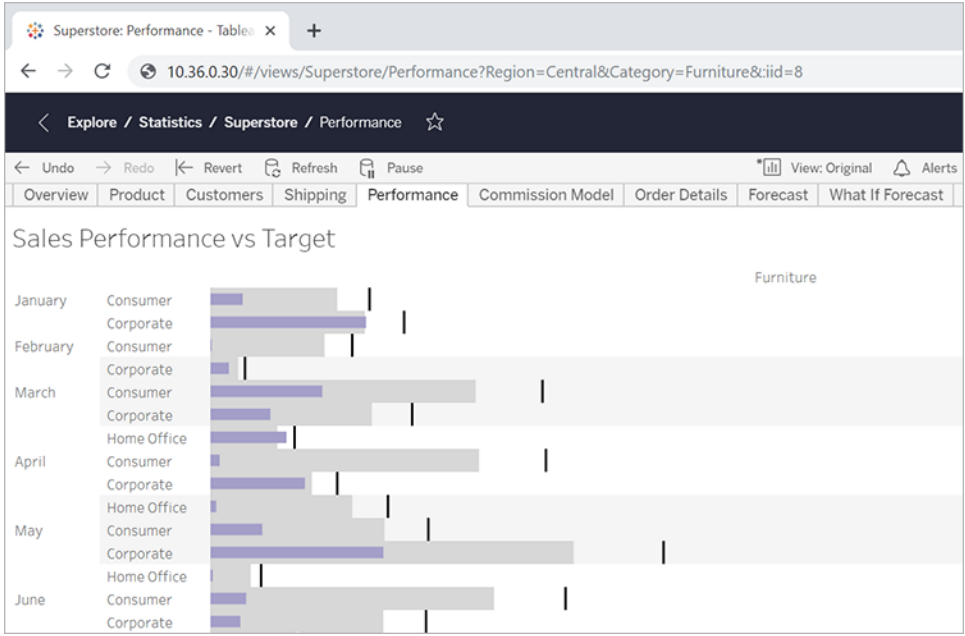 Superstore: Performance - Tablea
10.36.0.30/#/views/Superstore/Performance?Region=Central&Category=Furniture&:iid=8
Explore / Statistics / Superstore / Performance
Undo Redo Revert Refresh Pause View: Original Alerts
Overview Product Customers Shipping Performance Commission Model Order Details Forecast What If Forecast
Sales Performance vs Target
Furniture
January Consumer
Corporate
February Consumer
Corporate
March Consumer
Corporate
Home Office
April Consumer
Corporate
Home Office
May Consumer
Corporate
Home Office
June Consumer
Corporate